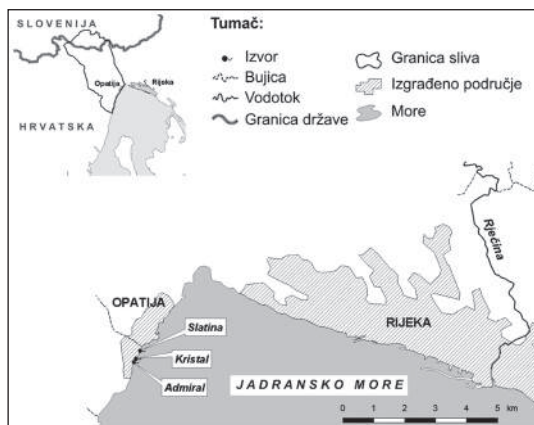 SLOVENIJA
Opatija
Rijeka
HRVATSKA
Tumač:
Izvor
Bujica
Vodotok
Granica države
Granica sliva
Izgrađeno područje
More
Rječina
OPATIJA
RIJEKA
Slatina
Kristal
Admiral
JADRANSKO MORE
0 1 2 3 4 5 km